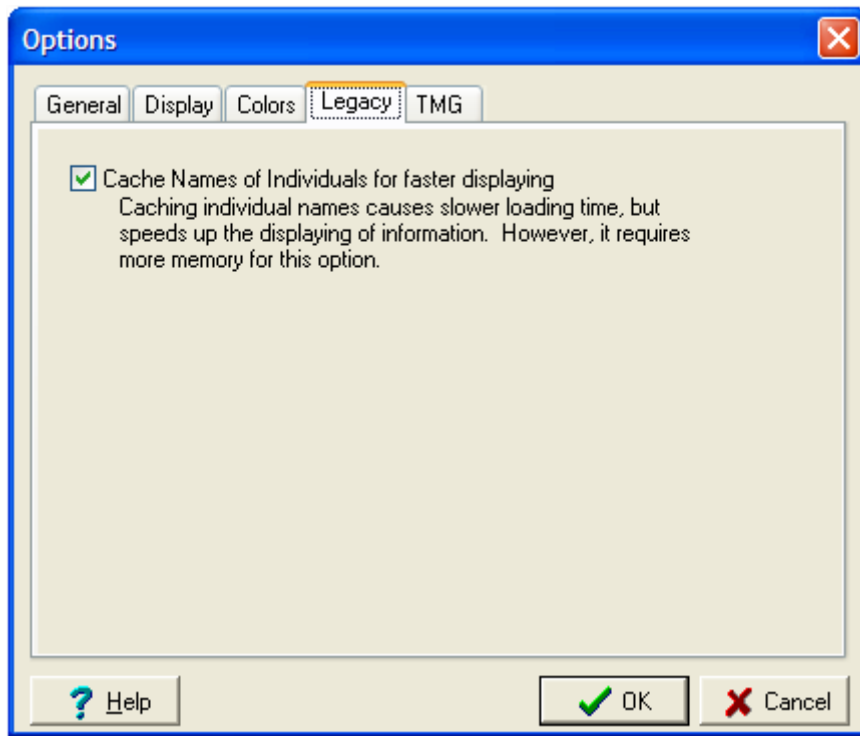 Options
General Display Colors Legacy TMG
Cache Names of Individuals for faster displaying
Caching individual names causes slower loading time, but
speeds up the displaying of information.  However, it requires
more memory for this option.
? Help OK Cancel